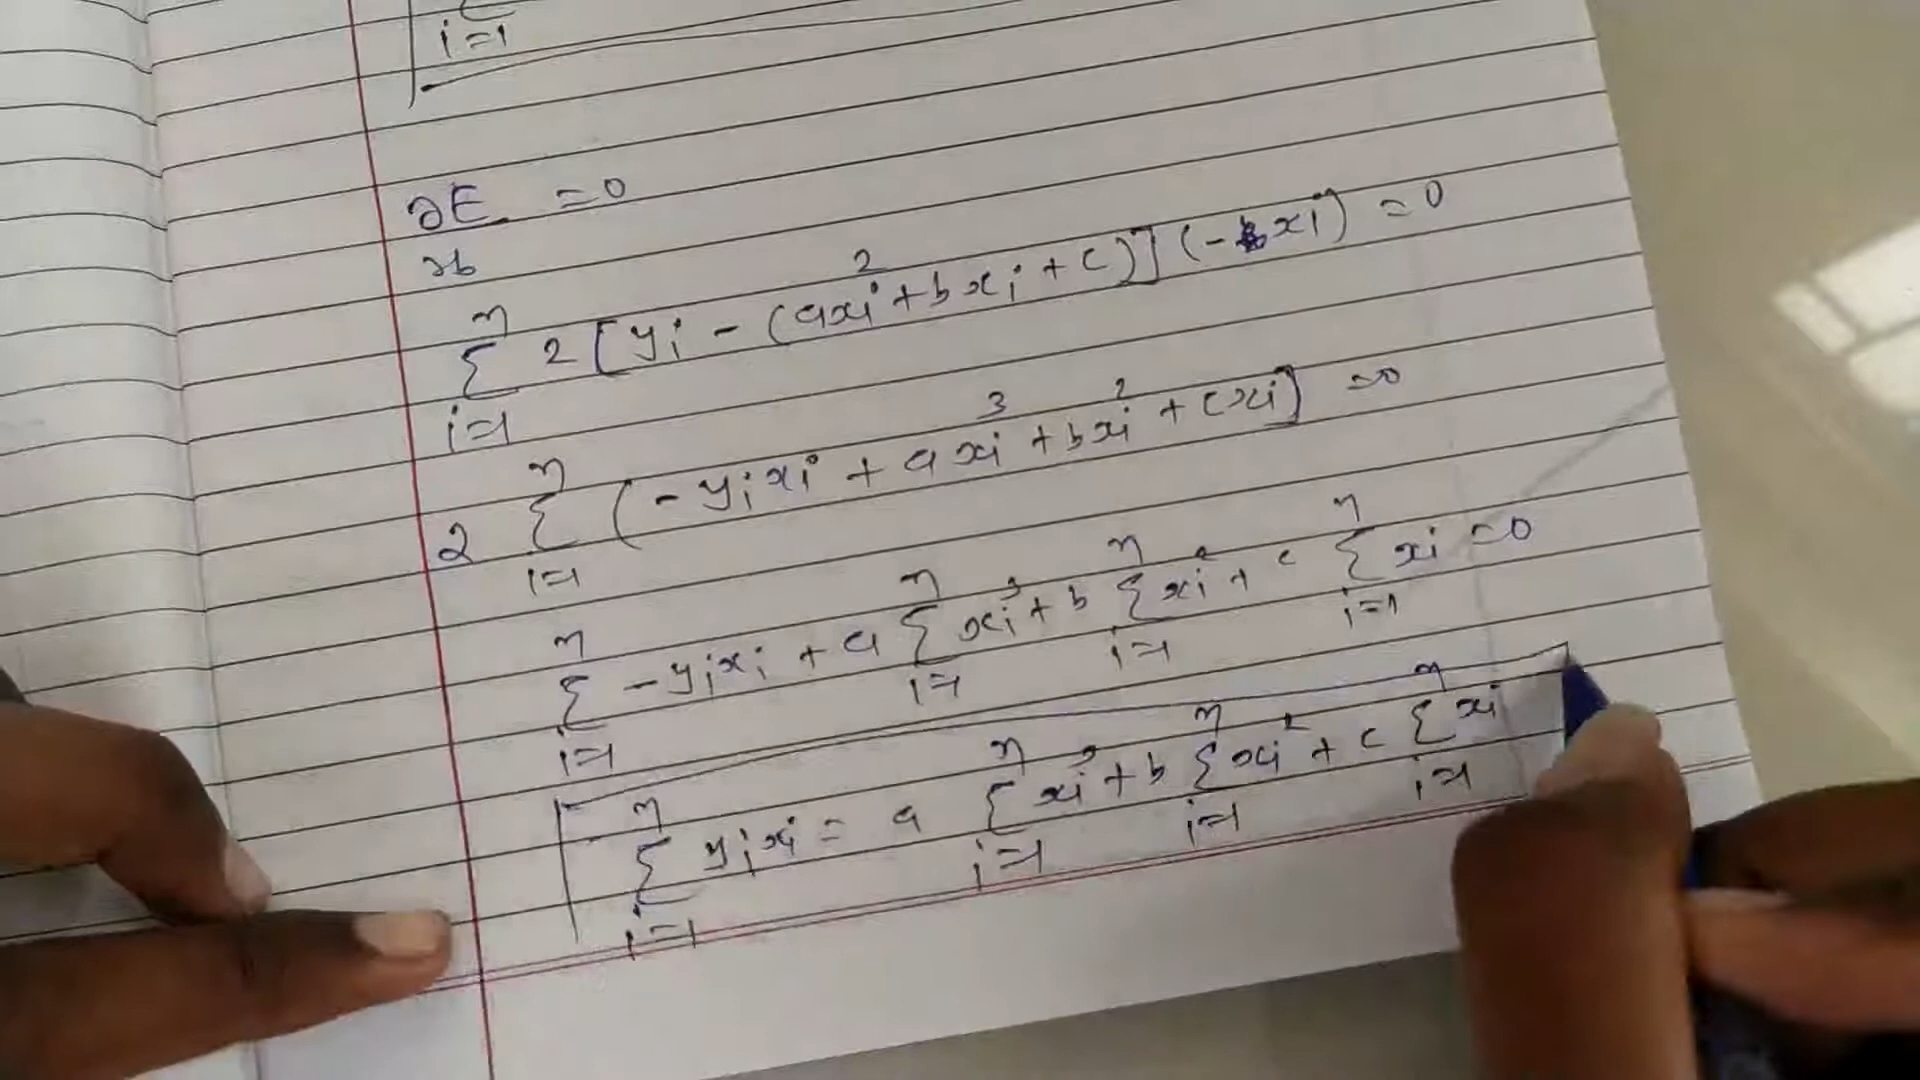 i=1
∂E/∂b = 0
n∑i=1 2[yi - (axi² + bxi + c)] (-xi) = 0
2 n∑i=1 (-yixi + axi³ + bxi² + cxi] = 0
n∑i=1 -yixi + a n∑i=1 xi³ + b n∑i=1 xi² + c n∑i=1 xi = 0
n∑i=1 yixi = a n∑i=1 xi³ + b n∑i=1 xi² + c n∑i=1 xi